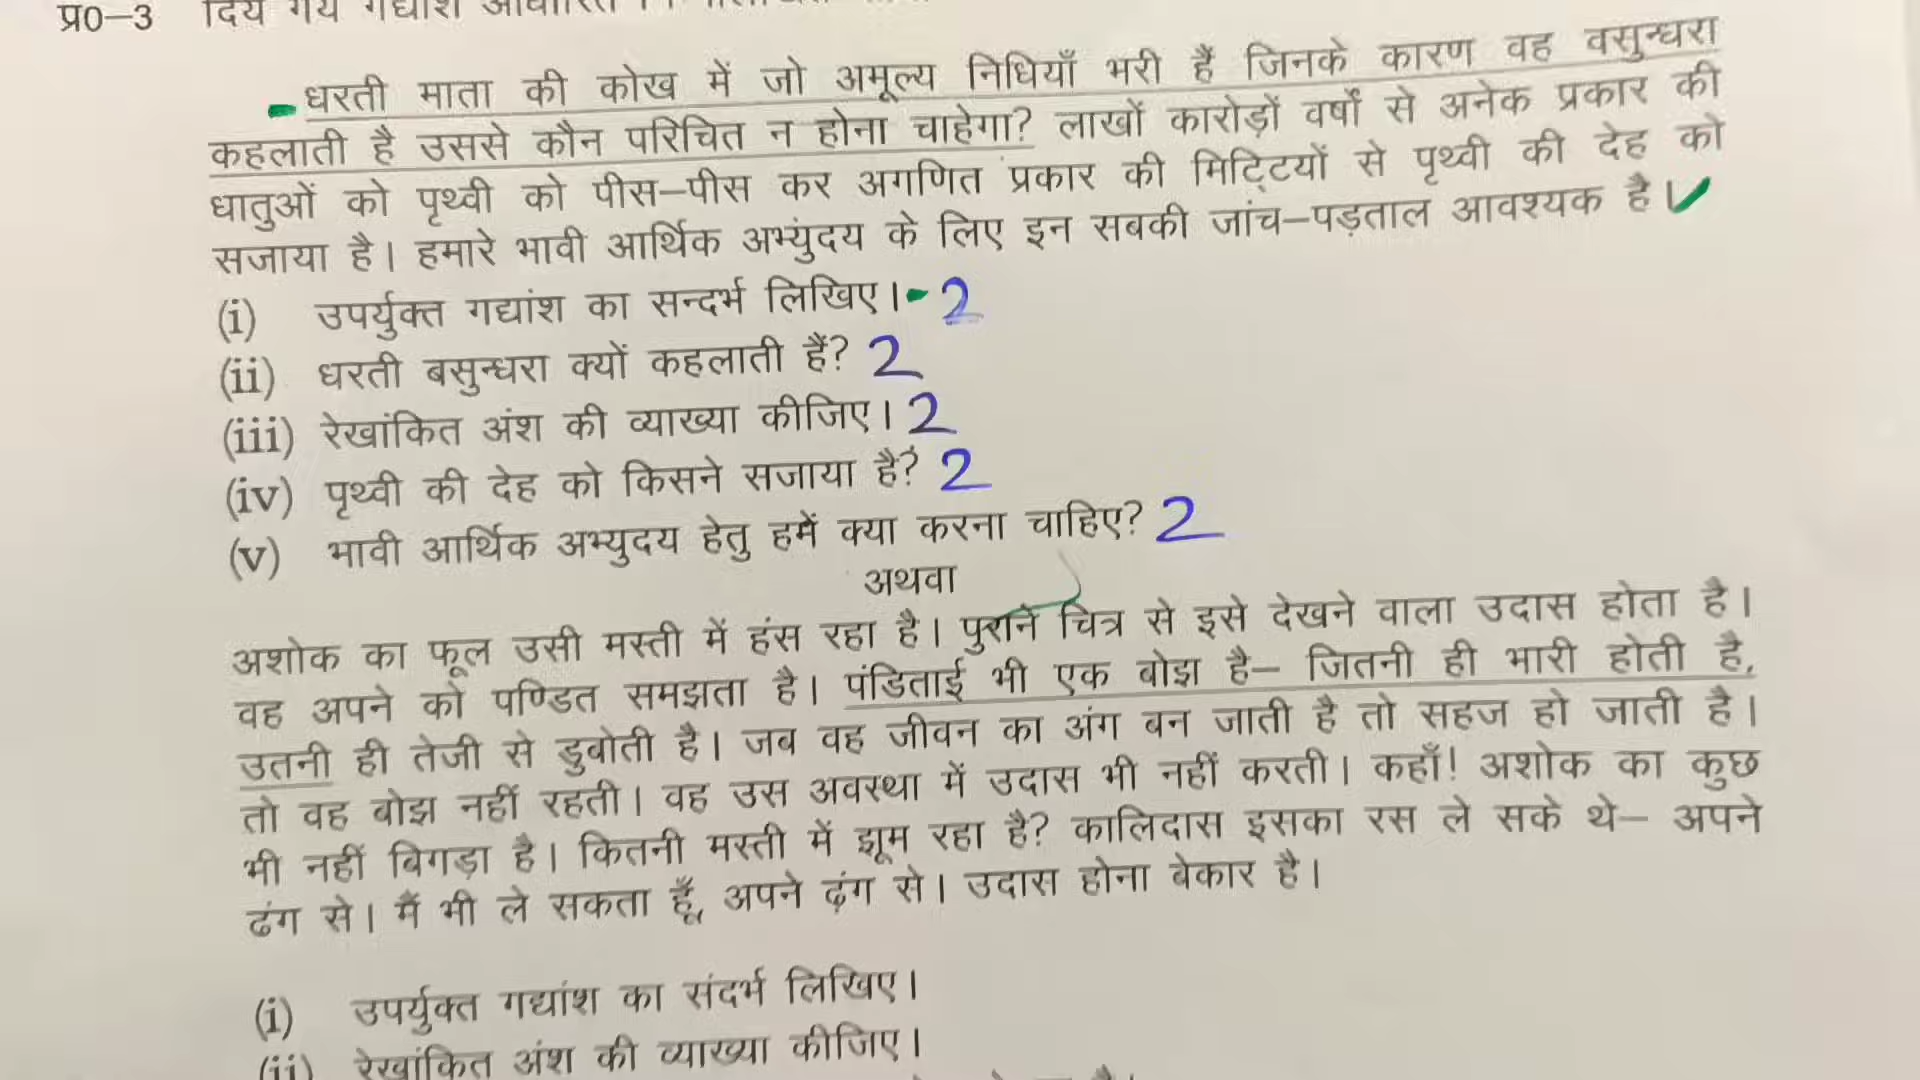 प्र0–3 दिये गये गद्यांश
धरती माता की कोख में जो अमूल्य निधियाँ भरी हैं जिनके कारण वह वसुन्धरा
कहलाती है उससे कौन परिचित न होना चाहेगा? लाखों कारोड़ों वर्षों से अनेक प्रकार की
धातुओं को पृथ्वी को पीस–पीस कर अगणित प्रकार की मिट्टियों से पृथ्वी की देह को
सजाया है। हमारे भावी आर्थिक अभ्युंदय के लिए इन सबकी जांच–पड़ताल आवश्यक है।
(i) उपर्युक्त गद्यांश का सन्दर्भ लिखिए। 2
(ii) धरती बसुन्धरा क्यों कहलाती हैं? 2
(iii) रेखांकित अंश की व्याख्या कीजिए। 2
(iv) पृथ्वी की देह को किसने सजाया है? 2
(v) भावी आर्थिक अभ्युदय हेतु हमें क्या करना चाहिए? 2
अथवा
अशोक का फूल उसी मस्ती में हंस रहा है। पुराने चित्र से इसे देखने वाला उदास होता है।
वह अपने को पण्डित समझता है। पंडिताई भी एक बोझ है– जितनी ही भारी होती है,
उतनी ही तेजी से डुबोती है। जब वह जीवन का अंग बन जाती है तो सहज हो जाती है।
तो वह बोझ नहीं रहती। वह उस अवस्था में उदास भी नहीं करती। कहाँ! अशोक का कुछ
भी नहीं बिगड़ा है। कितनी मस्ती में झूम रहा है? कालिदास इसका रस ले सके थे– अपने
ढंग से। मैं भी ले सकता हूँ, अपने ढ़ंग से। उदास होना बेकार है।
(i) उपर्युक्त गद्यांश का संदर्भ लिखिए।
(ii) रेखांकित अंश की व्याख्या कीजिए।